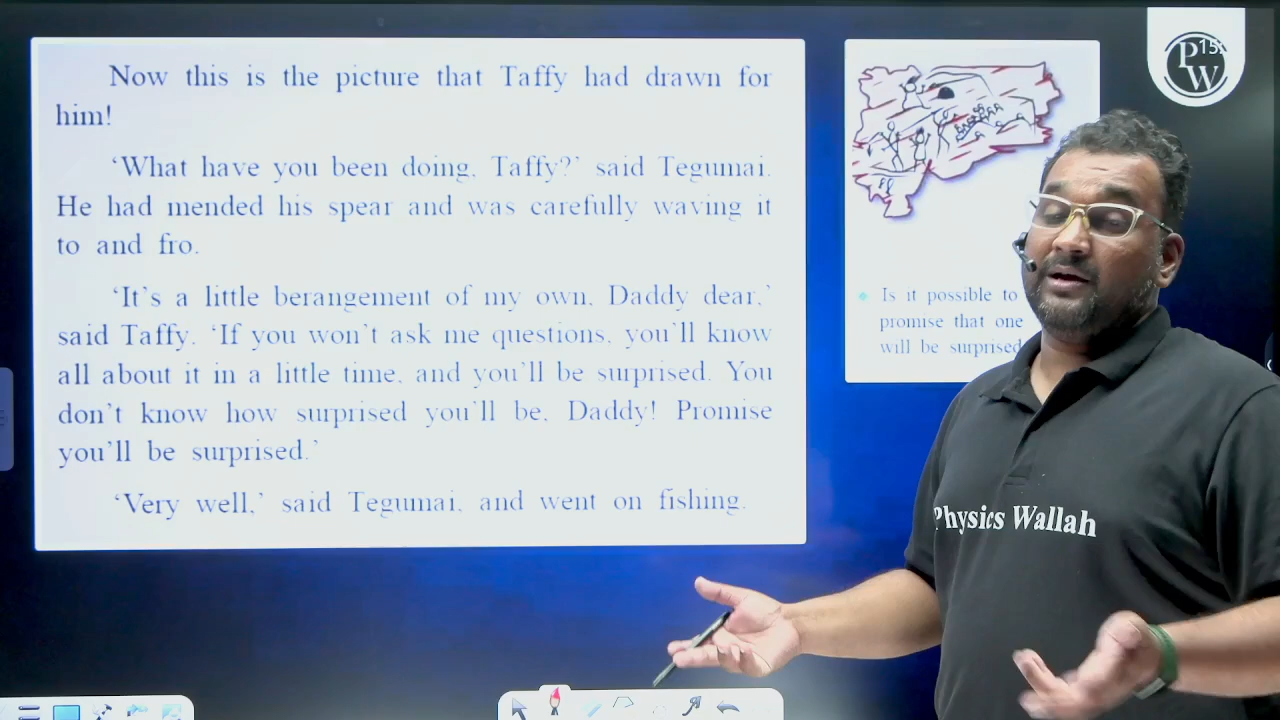 Now this is the picture that Taffy had drawn for
him!
‘What have you been doing, Taffy?’ said Tegumai.
He had mended his spear and was carefully waving it
to and fro.
‘It’s a little berangement of my own, Daddy dear,’
said Taffy. ‘If you won’t ask me questions, you’ll know
all about it in a little time, and you’ll be surprised. You
don’t know how surprised you’ll be, Daddy! Promise
you’ll be surprised.’
‘Very well,’ said Tegumai, and went on fishing.
Is it possible to
promise that one
will be surprised
PW
Physics Wallah